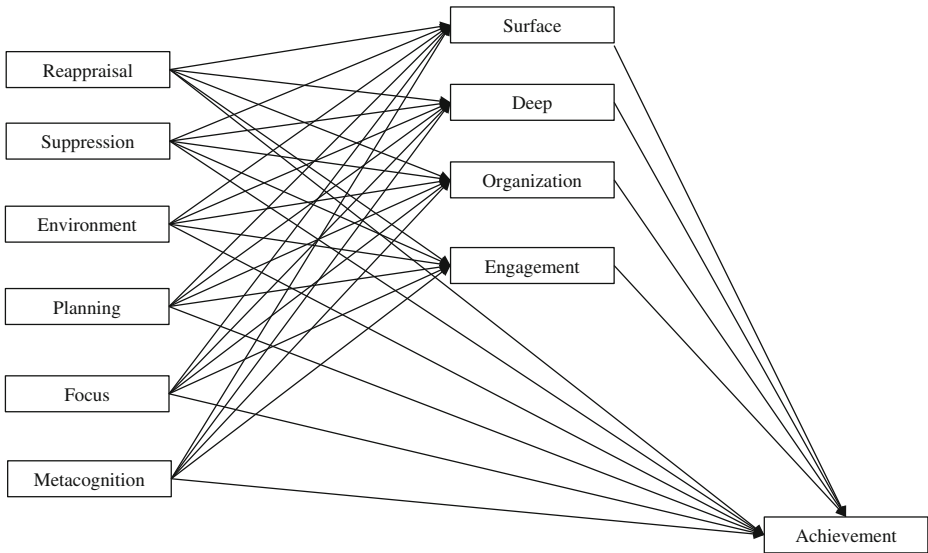 Surface
Reappraisal
Deep
Suppression
Organization
Environment
Engagement
Planning
Focus
Metacognition
Achievement